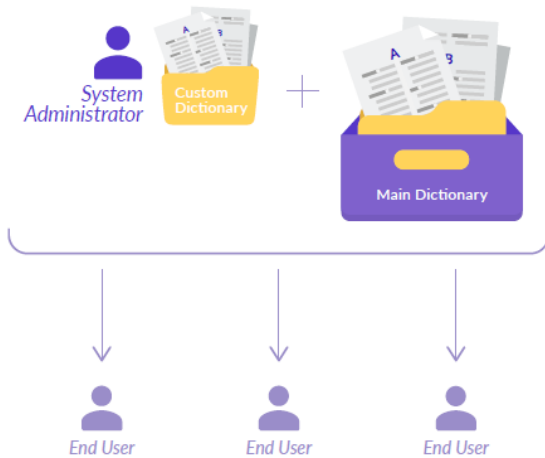 System
Administrator
A
B
Custom
Dictionary
A
B
Main Dictionary
End User
End User
End User